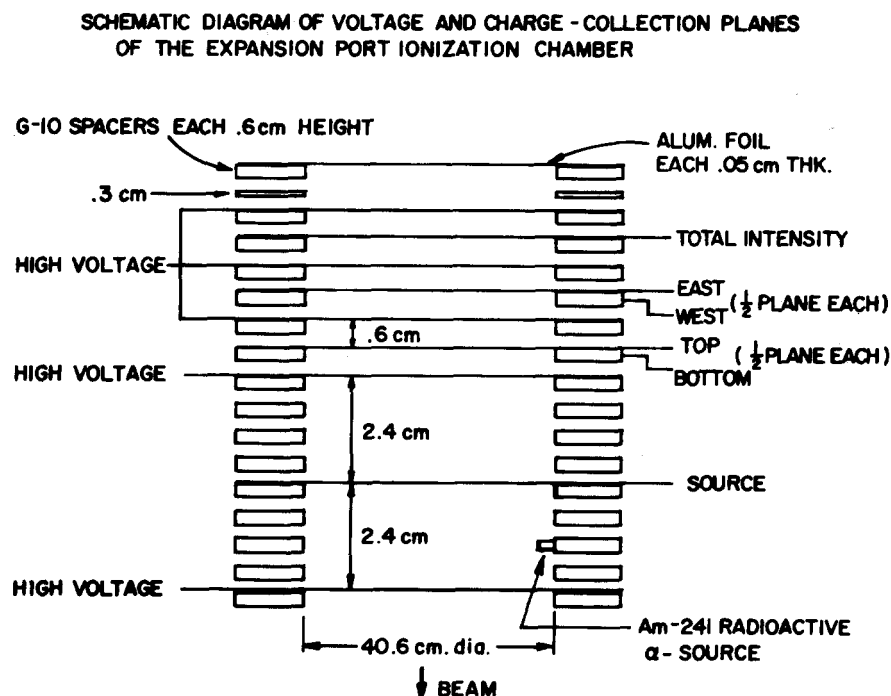 SCHEMATIC DIAGRAM OF VOLTAGE AND CHARGE-COLLECTION PLANES
OF THE EXPANSION PORT IONIZATION CHAMBER
G-10 SPACERS EACH .6cm HEIGHT
ALUM. FOIL
EACH .05cm THK.
.3 cm
TOTAL INTENSITY
HIGH VOLTAGE
EAST
WEST (1/2 PLANE EACH)
.6 cm
TOP (1/2 PLANE EACH)
BOTTOM
HIGH VOLTAGE
2.4 cm
SOURCE
2.4 cm
HIGH VOLTAGE
40.6 cm. dia.
Am-241 RADIOACTIVE
α- SOURCE
BEAM